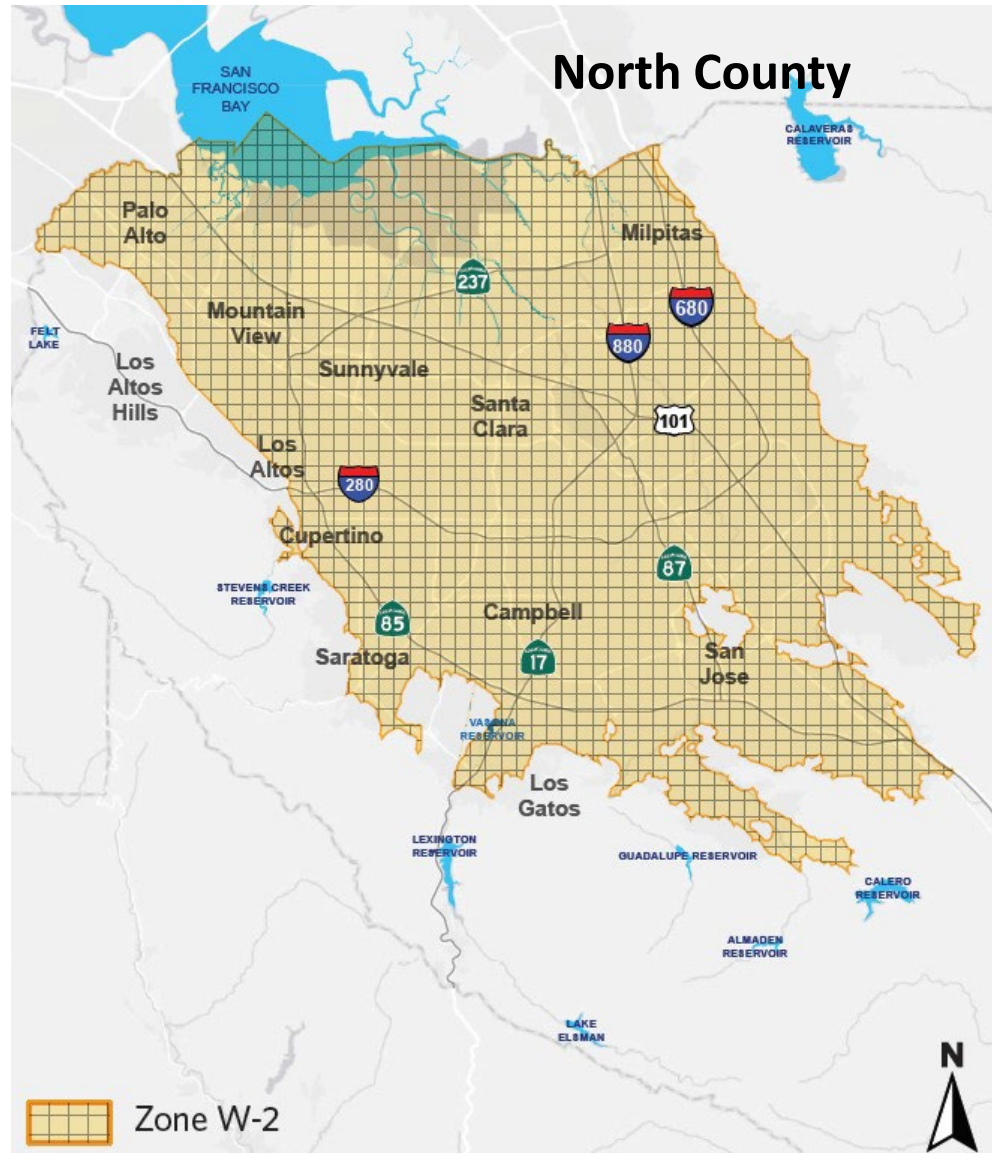 North County
SAN
FRANCISCO
BAY
CALAVERAS
RESERVOIR
Palo
Alto
Milpitas
237
680
Mountain
View
880
FELT
LAKE
Los
Altos
Hills
Sunnyvale
Santa
Clara
101
Los
Altos
280
Cupertino
87
STEVENS CREEK
RESERVOIR
85
Campbell
Saratoga
17
San
Jose
VASONA
RESERVOIR
Los
Gatos
LEXINGTON
RESERVOIR
GUADALUPE RESERVOIR
CALERO
RESERVOIR
ALMADEN
RESERVOIR
LAKE
ELSMAN
N
Zone W-2